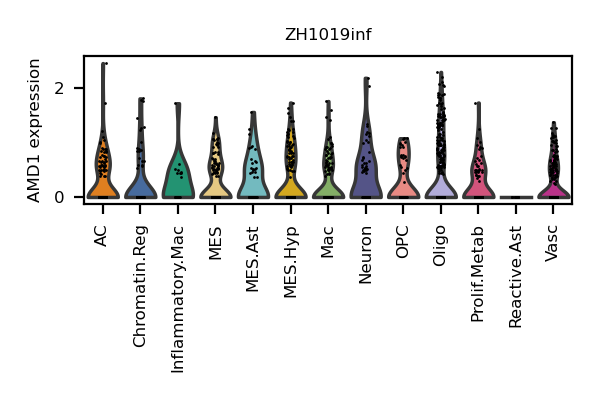 ZH1019inf
AMD1 expression
2
0
AC
Chromatin.Reg
Inflammatory.Mac
MES
MES.Ast
MES.Hyp
Mac
Neuron
OPC
Oligo
Prolif.Metab
Reactive.Ast
Vasc